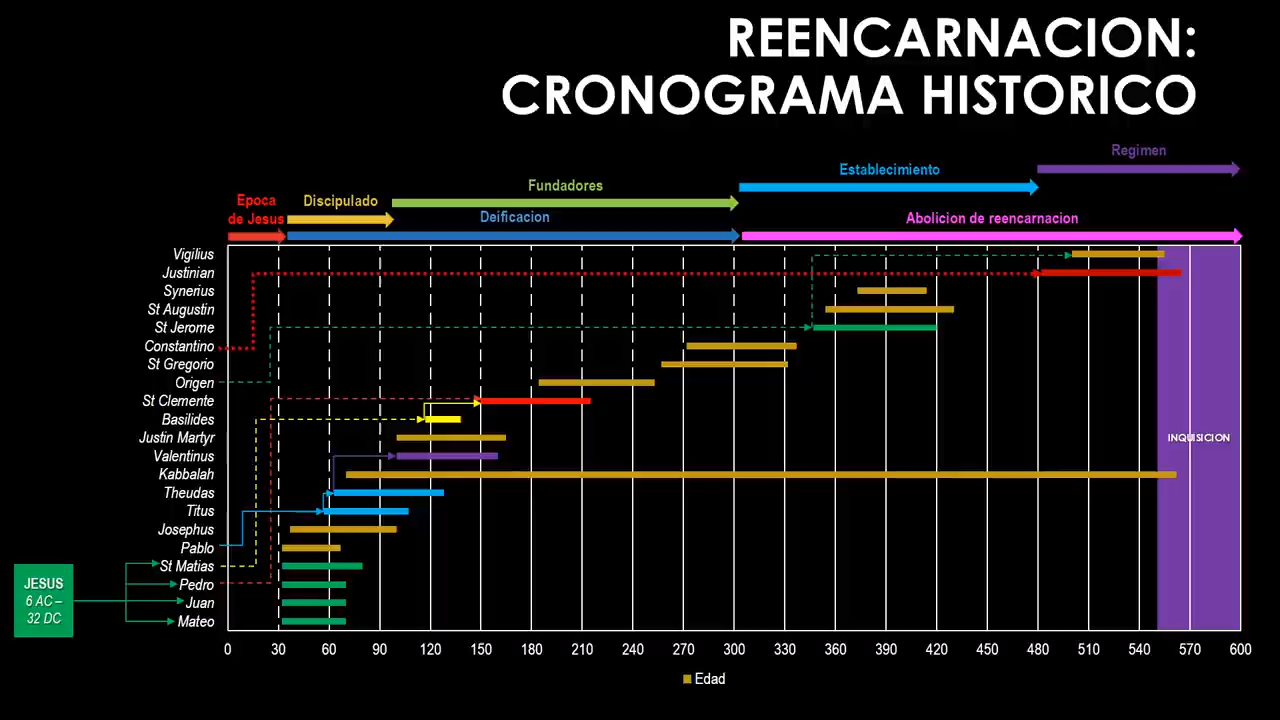 REENCARNACION:
CRONOGRAMA HISTORICO
Regimen
Establecimiento
Fundadores
Epoca
de Jesus
Discipulado
Deificacion
Abolicion de reencarnacion
Vigilius
Justinian
Synerius
St Augustin
St Jerome
Constantino
St Gregorio
Origen
St Clemente
Basilides
Justin Martyr
INQUISICION
Valentinus
Kabbalah
Theudas
Titus
Josephus
Pablo
St Matias
Pedro
Juan
Mateo
JESUS
6 AC –
32 DC
0 30 60 90 120 150 180 210 240 270 300 330 360 390 420 450 480 510 540 570 600
Edad